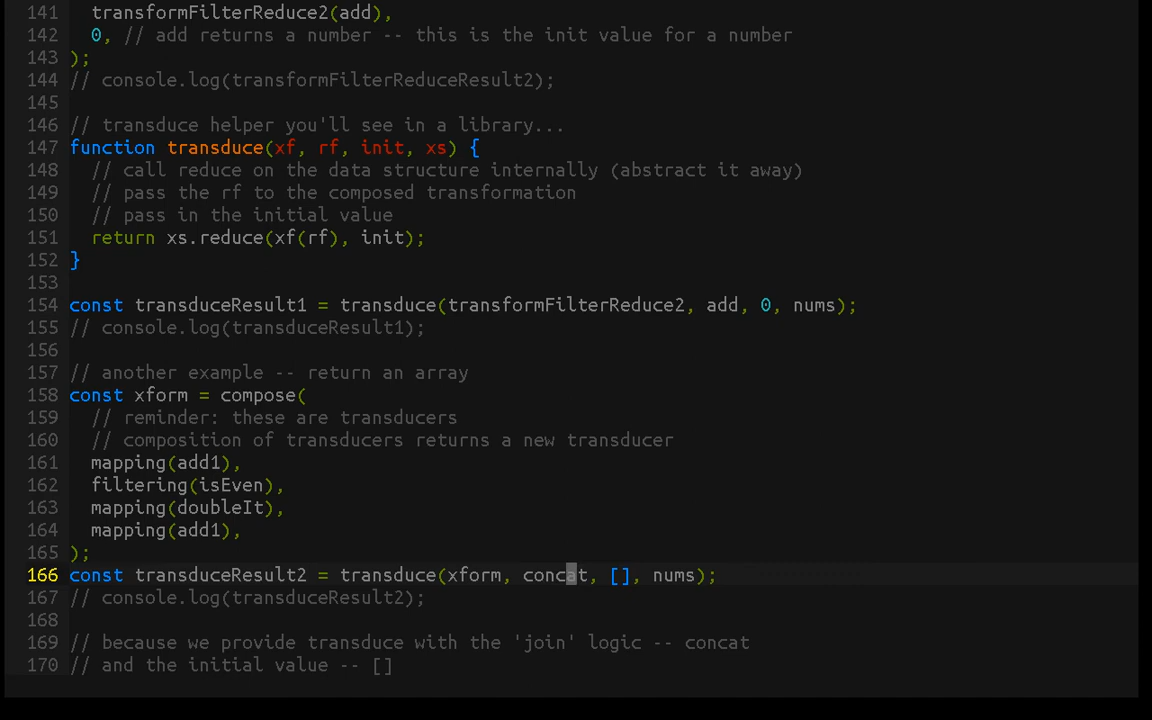 141   transformFilterReduce2(add),
142   0, // add returns a number -- this is the init value for a number
143 );
144 // console.log(transformFilterReduceResult2);
145
146 // transduce helper you'll see in a library...
147 function transduce(xf, rf, init, xs) {
148   // call reduce on the data structure internally (abstract it away)
149   // pass the rf to the composed transformation
150   // pass in the initial value
151   return xs.reduce(xf(rf), init);
152 }
153
154 const transduceResult1 = transduce(transformFilterReduce2, add, 0, nums);
155 // console.log(transduceResult1);
156
157 // another example -- return an array
158 const xform = compose(
159   // reminder: these are transducers
160   // composition of transducers returns a new transducer
161   mapping(add1),
162   filtering(isEven),
163   mapping(doubleIt),
164   mapping(add1),
165 );
166 const transduceResult2 = transduce(xform, concat, [], nums);
167 // console.log(transduceResult2);
168
169 // because we provide transduce with the 'join' logic -- concat
170 // and the initial value -- []